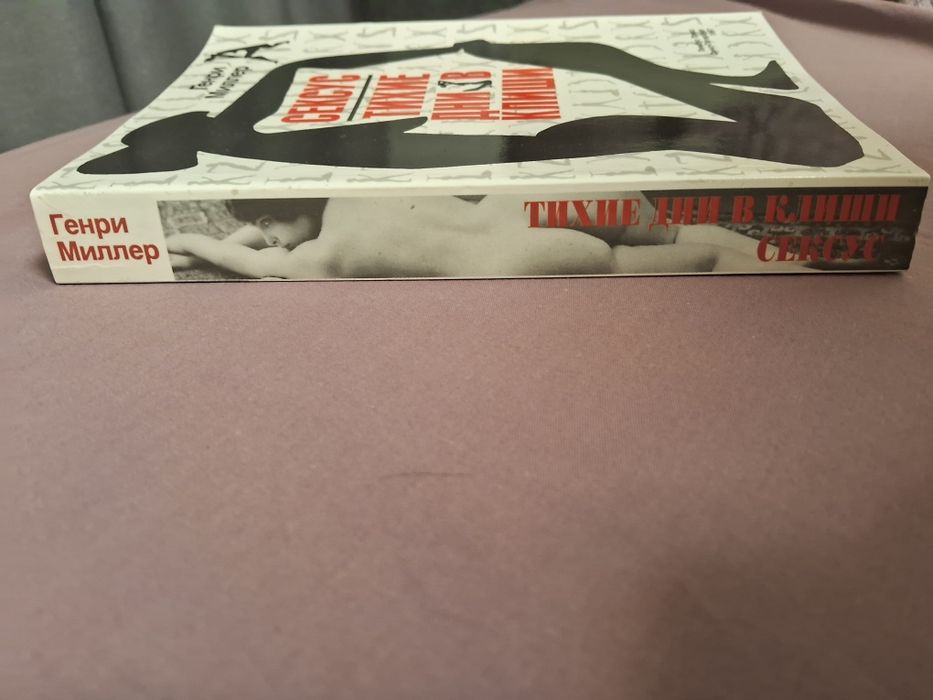 Генри
Миллер
СЕКСУС
ТИХИЕ
ДНИ В
КЛИШИ
Генри
Миллер
ТИХИЕ ДНИ В КЛИШИ
СЕКСУС